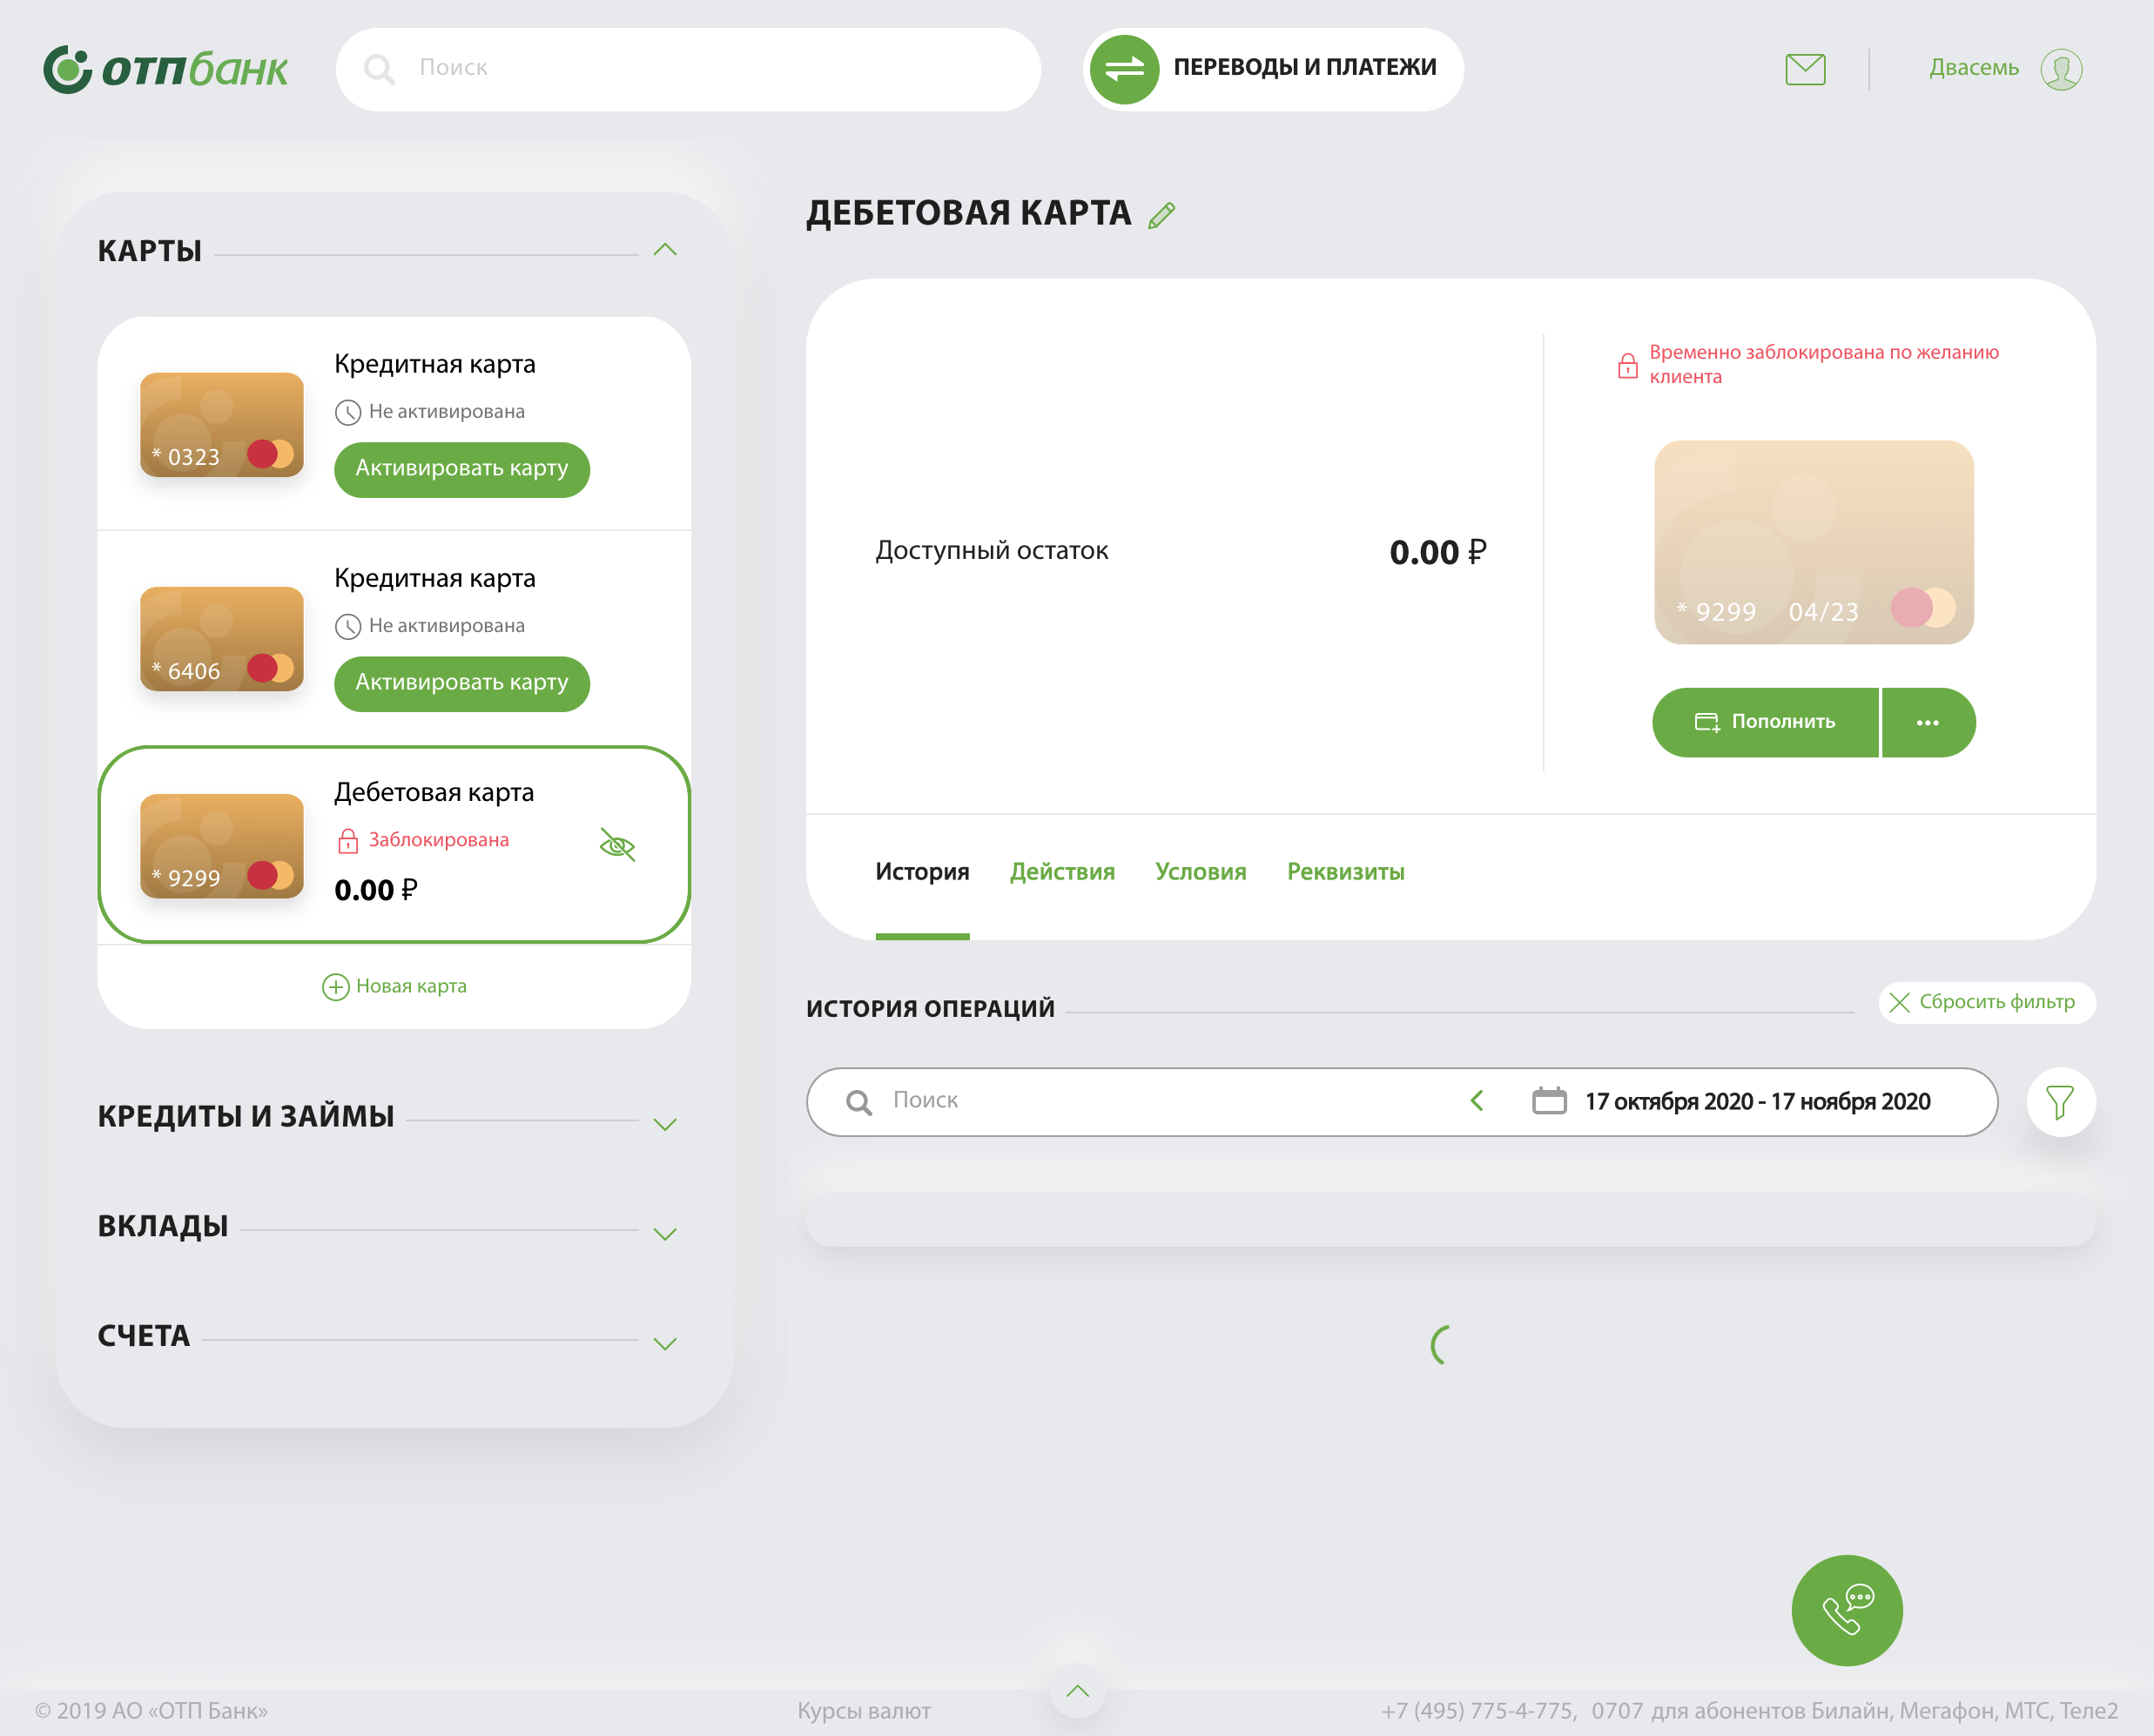 отпбанк
Поиск
ПЕРЕВОДЫ И ПЛАТЕЖИ
Двасемь
КАРТЫ
Кредитная карта
Не активирована
* 0323
Активировать карту
Кредитная карта
Не активирована
* 6406
Активировать карту
Дебетовая карта
Заблокирована
* 9299
0.00 ₽
Новая карта
КРЕДИТЫ И ЗАЙМЫ
ВКЛАДЫ
СЧЕТА
ДЕБЕТОВАЯ КАРТА
Временно заблокирована по желанию
клиента
Доступный остаток 0.00 ₽
* 9299 04/23
Пополнить
История Действия Условия Реквизиты
ИСТОРИЯ ОПЕРАЦИЙ
Сбросить фильтр
Поиск
17 октября 2020 - 17 ноября 2020
© 2019 АО «ОТП Банк»
Курсы валют
+7 (495) 775-4-775, 0707 для абонентов Билайн, Мегафон, МТС, Теле2